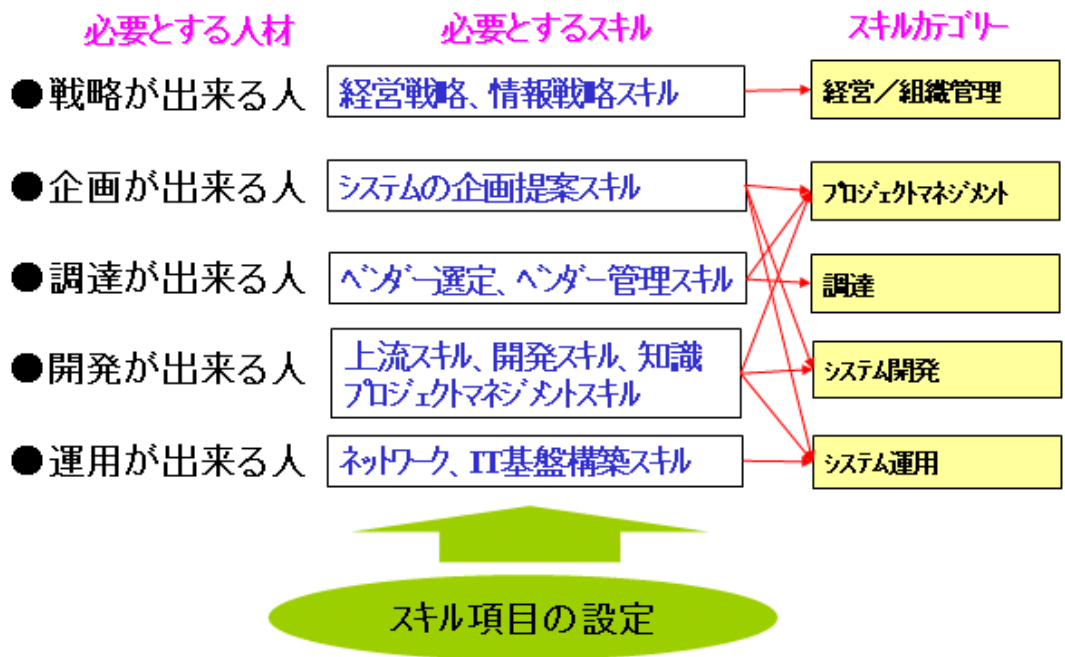 必要とする人材 必要とするスキル スキルカテゴリー
●戦略が出来る人 経営戦略、情報戦略スキル 経営／組織管理
●企画が出来る人 システムの企画提案スキル プロジェクトマネジメント
●調達が出来る人 ベンダー選定、ベンダー管理スキル 調達
●開発が出来る人 上流スキル、開発スキル、知識
プロジェクトマネジメントスキル システム開発
●運用が出来る人 ネットワーク、IT基盤構築スキル システム運用
スキル項目の設定